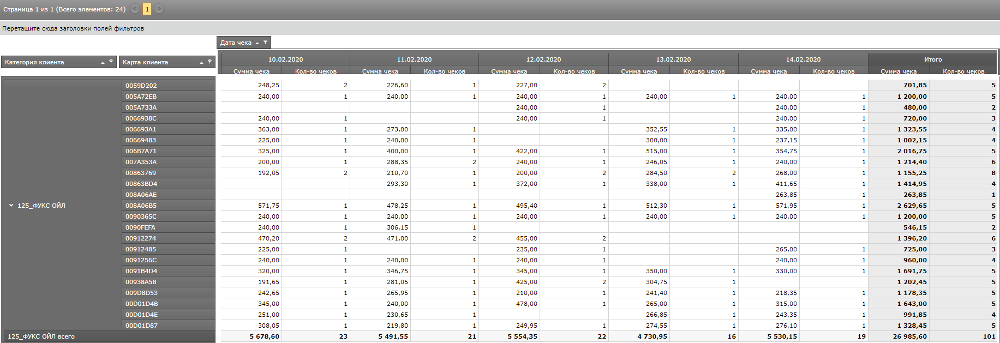 Страница 1 из 1 (Всего элементов: 24) 1
Перетащите сюда заголовки полей фильтров
Дата чека
Категория клиента Карта клиента 10.02.2020 11.02.2020 12.02.2020 13.02.2020 14.02.2020 Итого
Сумма чека Кол-во чеков Сумма чека Кол-во чеков Сумма чека Кол-во чеков Сумма чека Кол-во чеков Сумма чека Кол-во чеков Сумма чека Кол-во чеков
0059D202 248,25 2 226,60 1 227,00 2 701,85 5
005A72EB 240,00 1 240,00 1 240,00 1 240,00 1 240,00 1 1 200,00 5
005A733A 240,00 1 240,00 1 480,00 2
0066938C 240,00 1 240,00 1 240,00 1 720,00 3
006693A1 363,00 1 273,00 1 352,55 1 335,00 1 1 323,55 4
00669483 225,00 1 240,00 1 300,00 1 237,15 1 1 002,15 4
006B7A71 325,00 1 400,00 1 422,00 1 515,00 1 354,75 1 2 016,75 5
007A353A 200,00 1 288,35 2 240,00 1 246,05 1 240,00 1 1 214,40 6
00863769 192,05 2 210,70 1 200,00 2 284,50 2 268,00 1 1 155,25 8
00863BD4 293,30 1 372,00 1 338,00 1 411,65 1 1 414,95 4
008A06AE 263,85 1 263,85 1
125_ФУКС ОЙЛ 008A06B5 571,75 1 478,25 1 495,40 1 512,30 1 571,95 1 2 629,65 5
0090365C 240,00 1 240,00 1 240,00 1 240,00 1 240,00 1 1 200,00 5
0090FEFA 240,00 1 306,15 1 546,15 2
00912274 470,20 2 471,00 2 455,00 2 1 396,20 6
00912485 225,00 1 235,00 1 265,00 1 725,00 3
0091256C 240,00 1 240,00 1 240,00 1 240,00 1 960,00 4
0091B4D4 320,00 1 346,75 1 345,00 1 350,00 1 330,00 1 1 691,75 5
00938A58 191,65 1 281,05 1 425,00 2 304,75 1 1 202,45 5
009D8D53 242,65 1 265,95 1 210,00 1 241,40 1 218,35 1 1 178,35 5
00D01D4B 345,00 1 240,00 1 478,00 1 265,00 1 315,00 1 1 643,00 5
00D01D4E 251,00 1 230,65 1 266,85 1 243,35 1 991,85 4
00D01D87 308,05 1 219,80 1 249,95 1 274,55 1 276,10 1 1 328,45 5
125_ФУКС ОЙЛ всего 5 678,60 23 5 491,55 21 5 554,35 22 4 730,95 16 5 530,15 19 26 985,60 101